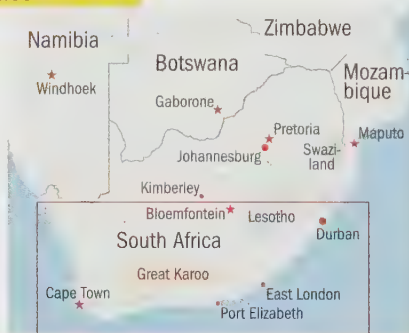 Zimbabwe
Namibia
Botswana
Mozam-
bique
Windhoek
Gaborone
Pretoria
Maputo
Johannesburg
Swazi-
land
Kimberley
Bloemfontein
Lesotho
Durban
South Africa
Great Karoo
Cape Town
East London
Port Elizabeth